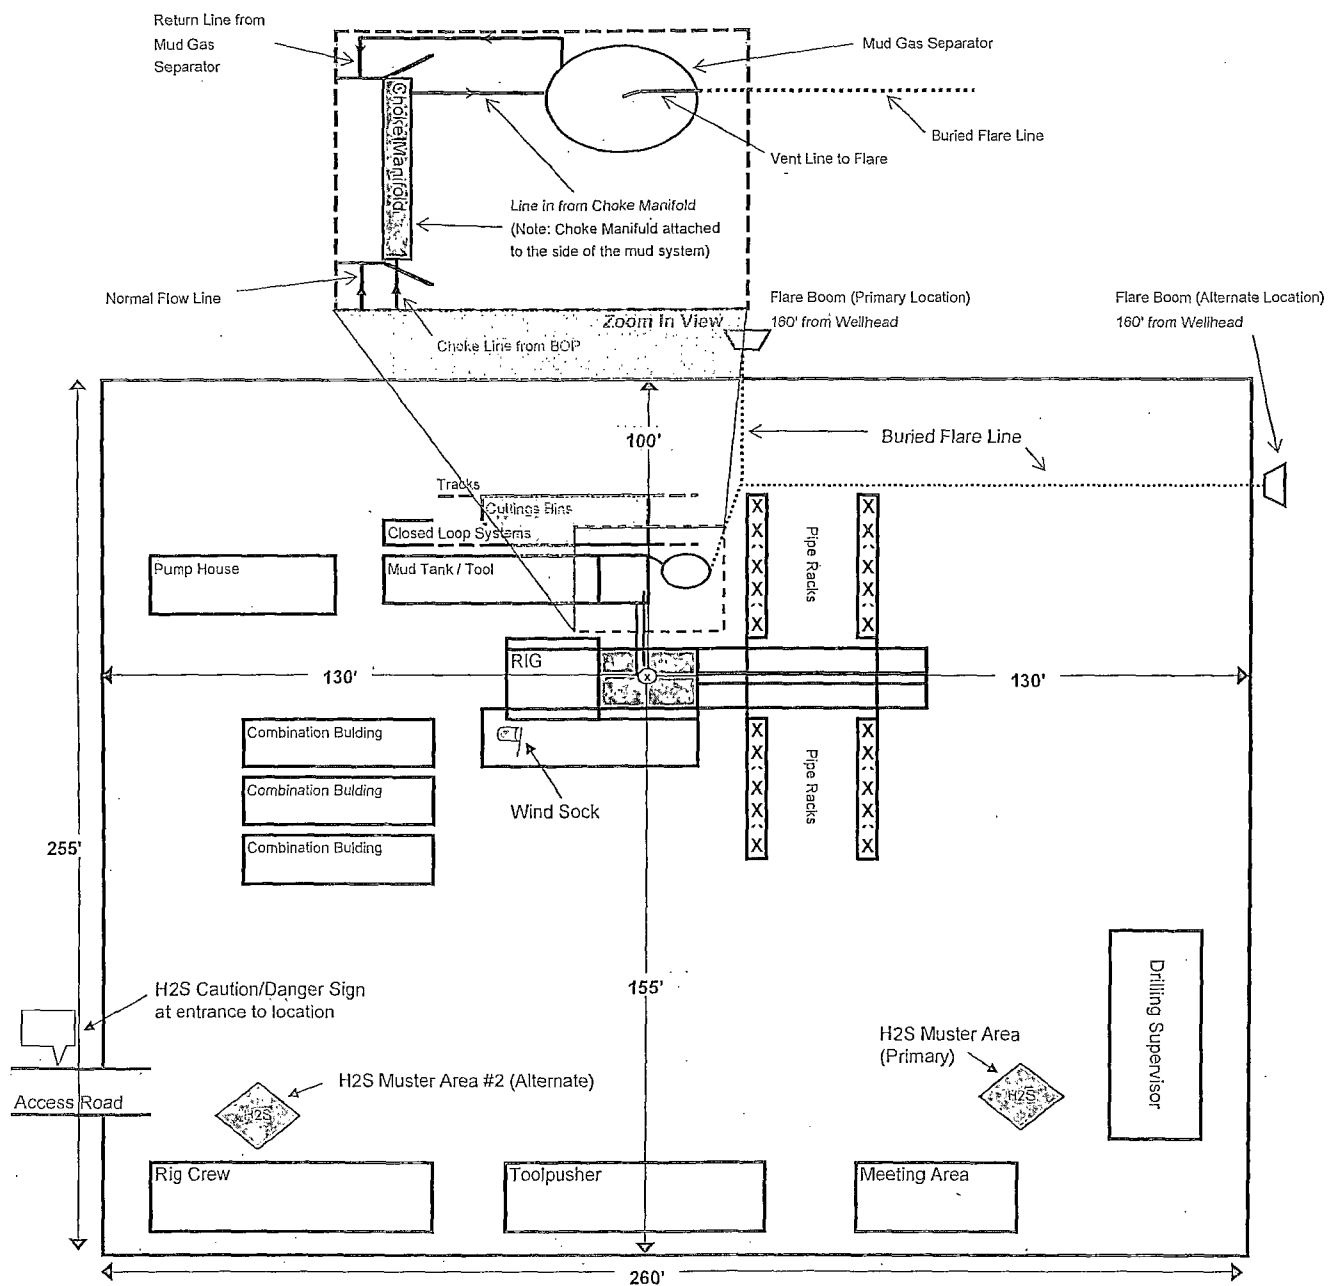 Return Line from
Mud Gas
Separator
Mud Gas Separator
Choke Manifold
Buried Flare Line
Vent Line to Flare
Line in from Choke Manifold
(Note: Choke Manifold attached
to the side of the mud system)
Normal Flow Line
Zoom In View
Choke Line from BOP
Flare Boom (Primary Location)
160' from Wellhead
Flare Boom (Alternate Location)
160' from Wellhead
100'
Buried Flare Line
Tracks
Cuttings Bins
Closed Loop Systems
Pump House
Mud Tank / Tool
X
X
X
X
X
X
X
X
Pipe Racks
RIG
x
130'
130'
Combination Bulding
Combination Bulding
Combination Bulding
Wind Sock
X
X
X
X
X
X
X
X
Pipe Racks
255'
155'
H2S Caution/Danger Sign
at entrance to location
Access Road
H2S Muster Area #2 (Alternate)
H2S
H2S Muster Area
(Primary)
H2S
Drilling Supervisor
Rig Crew
Toolpusher
Meeting Area
260'